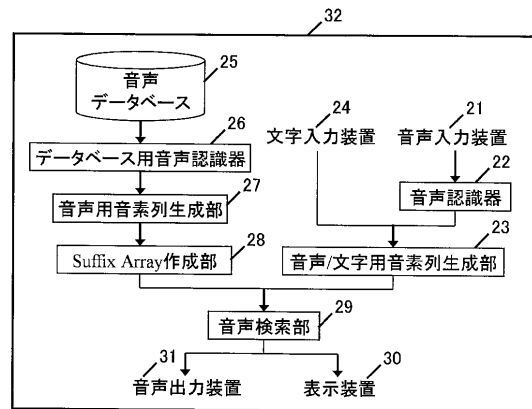 32
音声
データベース
25
26
データベース用音声認識器
27
音声用音素列生成部
28
Suffix Array作成部
24
文字入力装置
21
音声入力装置
22
音声認識器
23
音声/文字用音素列生成部
29
音声検索部
31
音声出力装置
30
表示装置